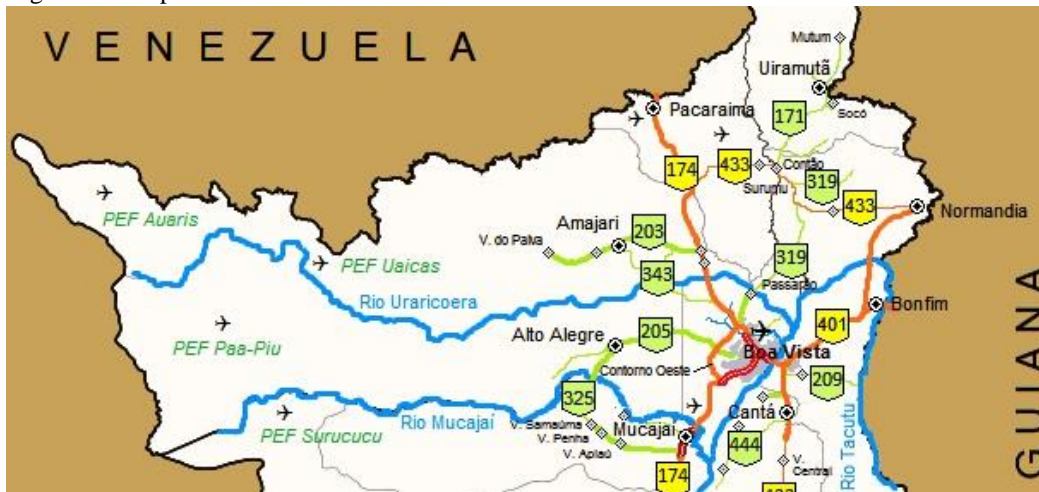 VENEZUELA
Mutum
Uiramutã
Pacaraima
171
Socó
174
433
Contão
Surumu
319
433
Normandia
PEF Auaris
Amajari
203
V. do Paiva
PEF Uaicas
343
319
Passarão
Rio Uraricoera
Bonfim
GUIANA
PEF Paa-Piu
Alto Alegre
205
401
Boa Vista
Contorno Oeste
209
325
Rio Mucajaí
Cantá
PEF Surucucu
V. Samaúma
V. Penha
V. Apiaú
Mucajaí
444
Rio Tacutu
V.
Central
174